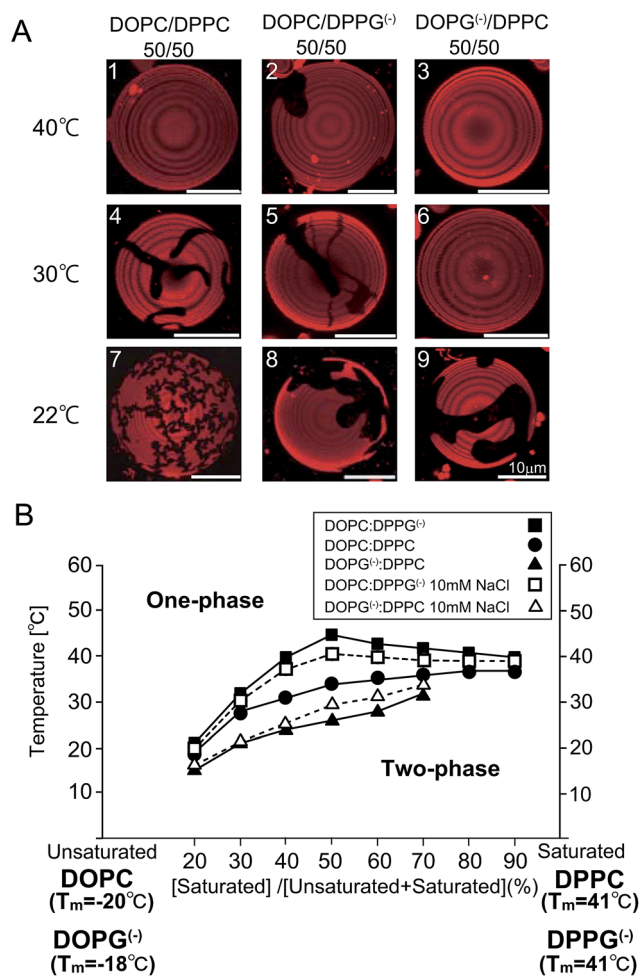 A
DOPC/DPPC
50/50
DOPC/DPPG(-)
50/50
DOPG(-)/DPPC
50/50
40℃
1
2
3
30℃
4
5
6
22℃
7
8
9
10μm
B
DOPC:DPPG(-)
DOPC:DPPC
DOPG(-):DPPC
DOPC:DPPG(-) 10mM NaCl
DOPG(-):DPPC 10mM NaCl
One-phase
Two-phase
Temperature [℃]
60
50
40
30
20
10
60
50
40
30
20
10
20 30 40 50 60 70 80 90
[Saturated] /[Unsaturated+Saturated](%)
Unsaturated
DOPC
(Tm=-20℃)
DOPG(-)
(Tm=-18℃)
Saturated
DPPC
(Tm=41℃)
DPPG(-)
(Tm=41℃)